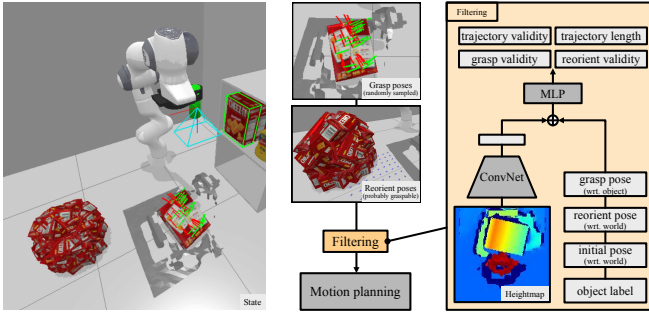 State
Grasp poses
(randomly sampled)
Reorient poses
(probably graspable)
Filtering
Motion planning
Filtering
trajectory validity
trajectory length
grasp validity
reorient validity
MLP
ConvNet
grasp pose
(wrt. object)
reorient pose
(wrt. world)
initial pose
(wrt. world)
object label
Heightmap